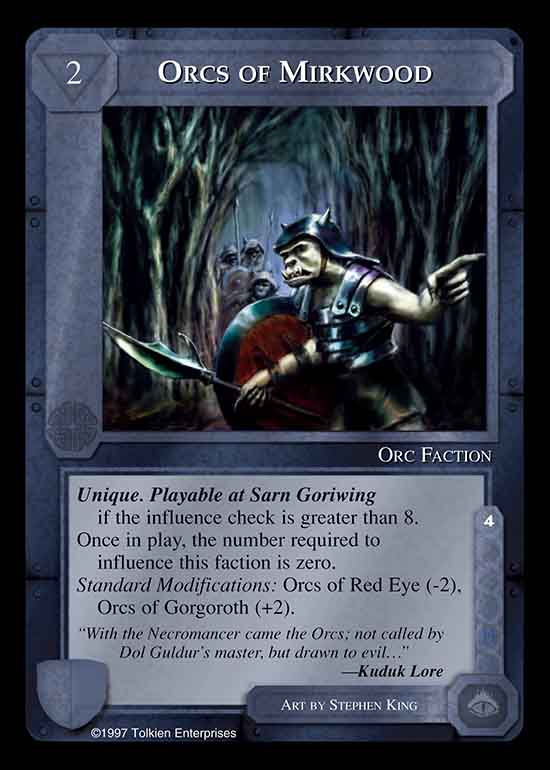 2
Orcs of Mirkwood
Orc Faction
Unique. Playable at Sarn Goriwing
if the influence check is greater than 8.
Once in play, the number required to
influence this faction is zero.
Standard Modifications: Orcs of Red Eye (-2),
Orcs of Gorgoroth (+2).
“With the Necromancer came the Orcs; not called by
Dol Guldur’s master, but drawn to evil…”
—Kuduk Lore
4
Art by Stephen King
©1997 Tolkien Enterprises